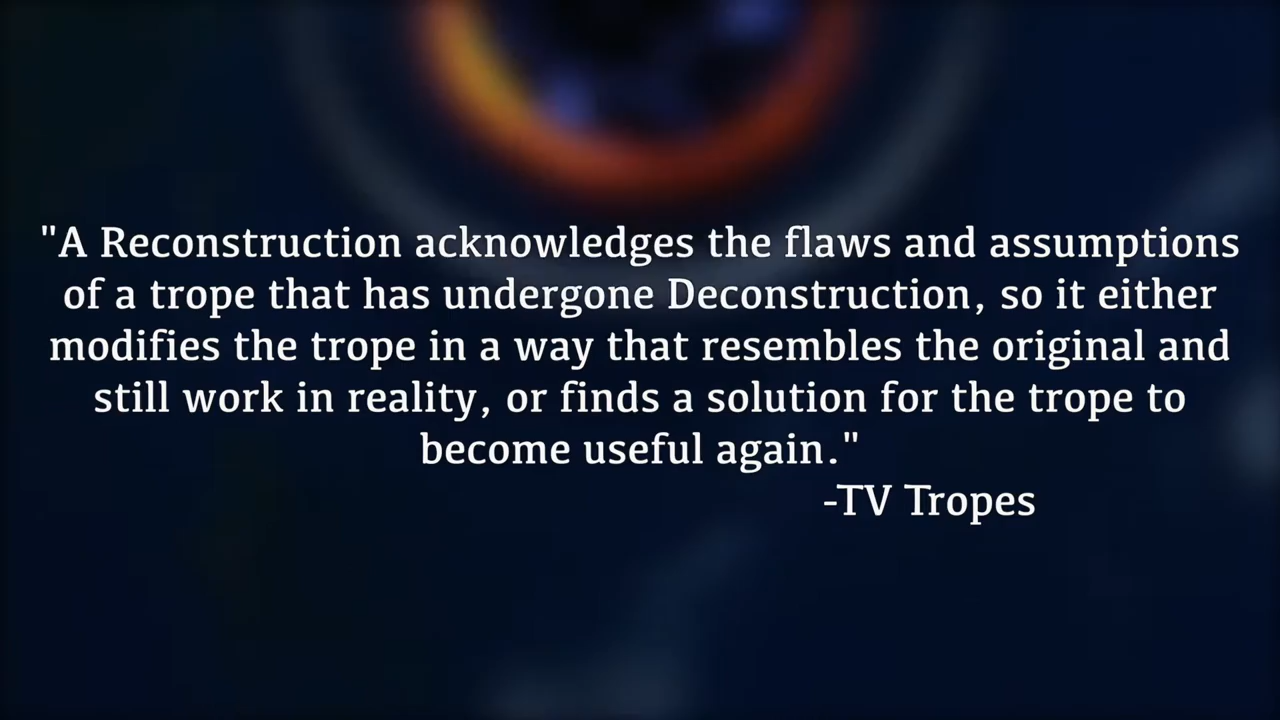 "A Reconstruction acknowledges the flaws and assumptions
of a trope that has undergone Deconstruction, so it either
modifies the trope in a way that resembles the original and
still work in reality, or finds a solution for the trope to
become useful again."
-TV Tropes